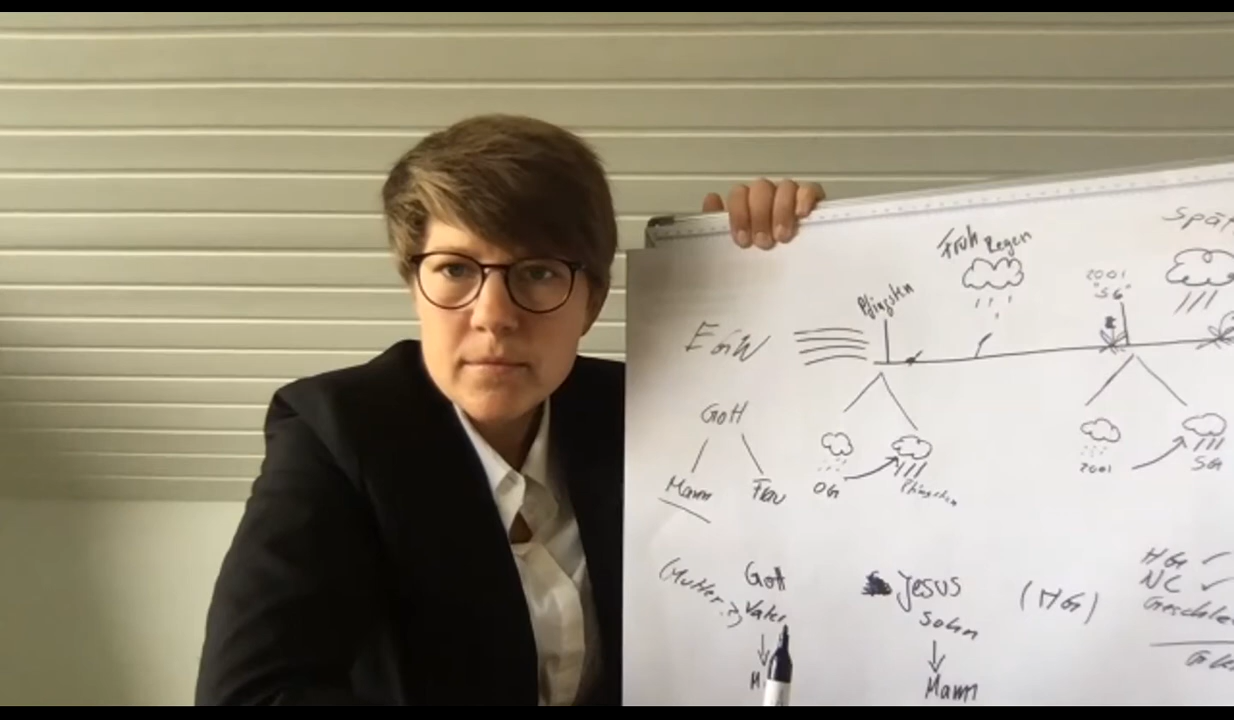 Spät
Früh Regen
2001
"SG"
Pfingsten
EGW
Gott
Mann Frau
OG Pfingsten
2001 SG
(Mutter?)
Gott
Vater
M
Jesus
Sohn
Mann
(HG)
HG ✓
NC ✓
Geschle